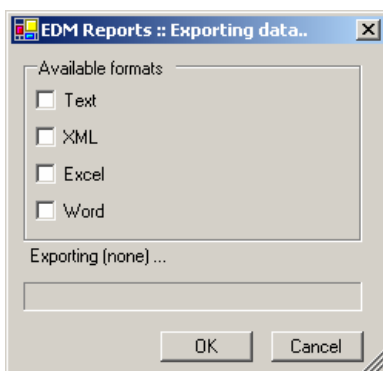 EDM Reports :: Exporting data..
Available formats
Text
XML
Excel
Word
Exporting (none) ...
OK Cancel